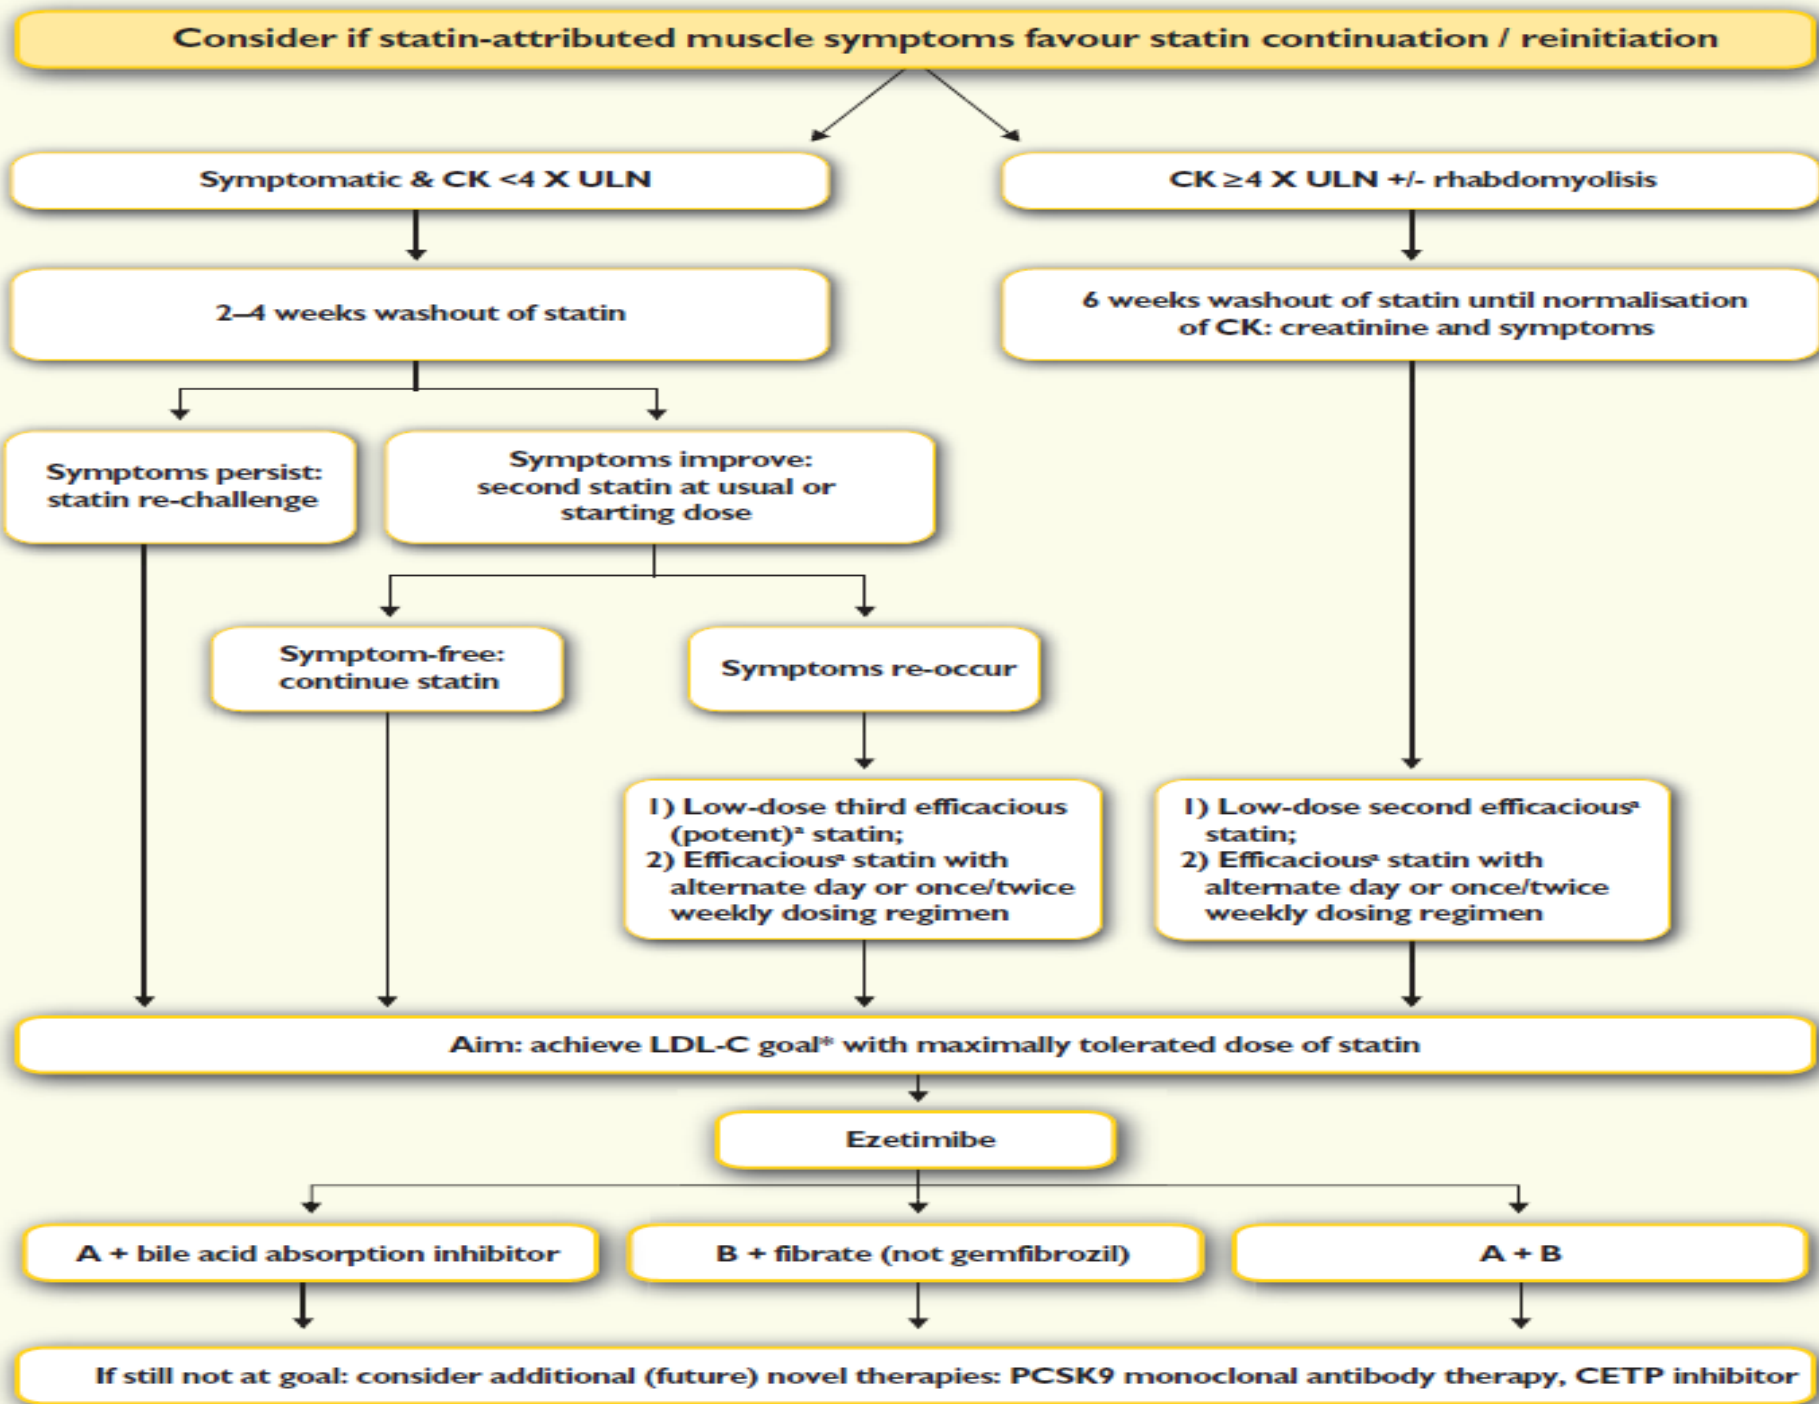 Consider if statin-attributed muscle symptoms favour statin continuation / reinitiation
Symptomatic & CK <4 X ULN
CK ≥4 X ULN +/- rhabdomyolisis
2–4 weeks washout of statin
6 weeks washout of statin until normalisation
of CK: creatinine and symptoms
Symptoms persist:
statin re-challenge
Symptoms improve:
second statin at usual or
starting dose
Symptom-free:
continue statin
Symptoms re-occur
1) Low-dose third efficacious
(potent)ᵃ statin;
2) Efficaciousᵃ statin with
alternate day or once/twice
weekly dosing regimen
1) Low-dose second efficaciousᵃ
statin;
2) Efficaciousᵃ statin with
alternate day or once/twice
weekly dosing regimen
Aim: achieve LDL-C goal* with maximally tolerated dose of statin
Ezetimibe
A + bile acid absorption inhibitor
B + fibrate (not gemfibrozil)
A + B
If still not at goal: consider additional (future) novel therapies: PCSK9 monoclonal antibody therapy, CETP inhibitor